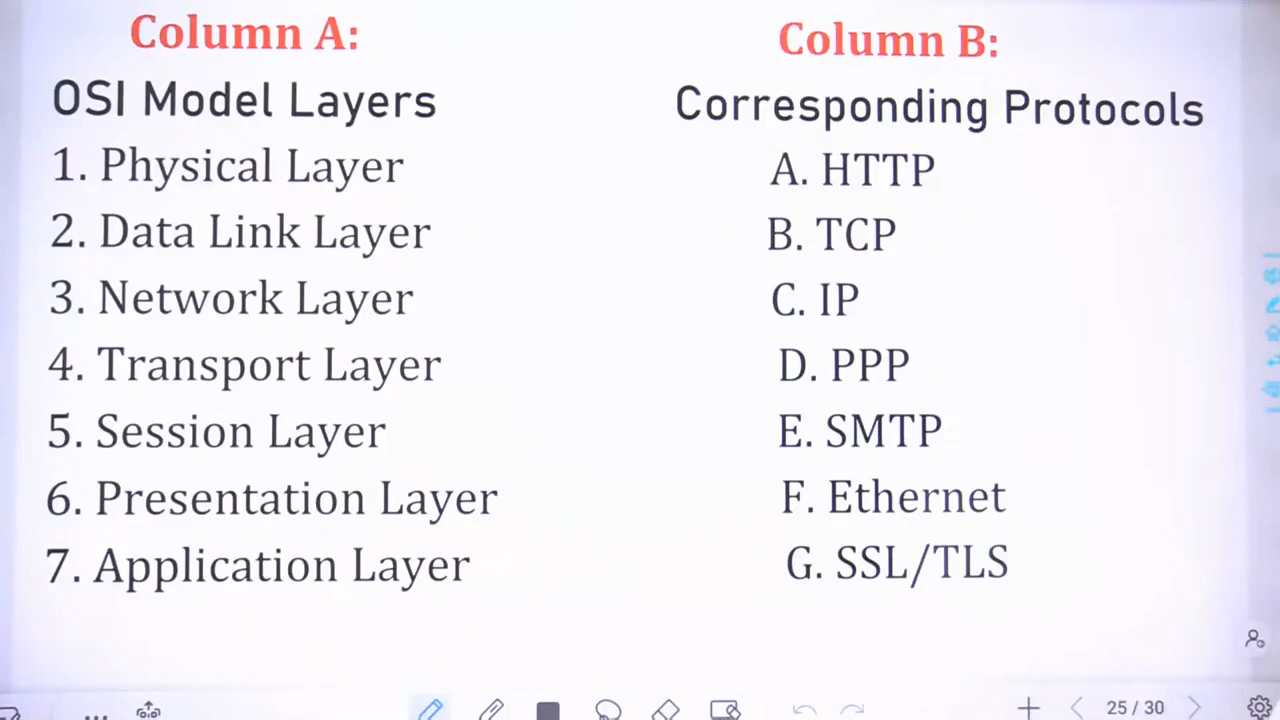 Column A:
OSI Model Layers
1. Physical Layer
2. Data Link Layer
3. Network Layer
4. Transport Layer
5. Session Layer
6. Presentation Layer
7. Application Layer
Column B:
Corresponding Protocols
A. HTTP
B. TCP
C. IP
D. PPP
E. SMTP
F. Ethernet
G. SSL/TLS
25 / 30